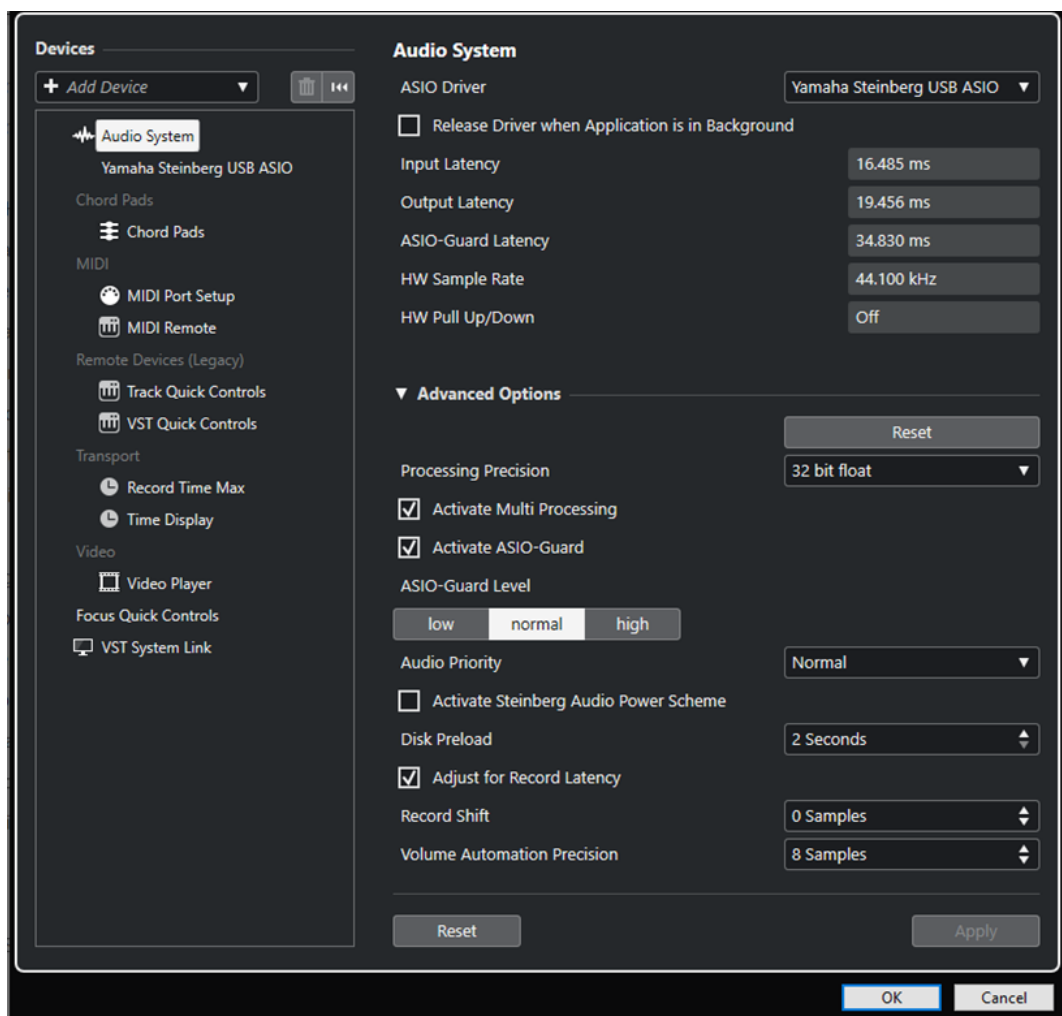 Devices
Add Device
Audio System
Yamaha Steinberg USB ASIO
Chord Pads
Chord Pads
MIDI
MIDI Port Setup
MIDI Remote
Remote Devices (Legacy)
Track Quick Controls
VST Quick Controls
Transport
Record Time Max
Time Display
Video
Video Player
Focus Quick Controls
VST System Link
Audio System
ASIO Driver Yamaha Steinberg USB ASIO
Release Driver when Application is in Background
Input Latency 16.485 ms
Output Latency 19.456 ms
ASIO-Guard Latency 34.830 ms
HW Sample Rate 44.100 kHz
HW Pull Up/Down Off
Advanced Options
Reset
Processing Precision 32 bit float
Activate Multi Processing
Activate ASIO-Guard
ASIO-Guard Level
low normal high
Audio Priority Normal
Activate Steinberg Audio Power Scheme
Disk Preload 2 Seconds
Adjust for Record Latency
Record Shift 0 Samples
Volume Automation Precision 8 Samples
Reset Apply
OK Cancel